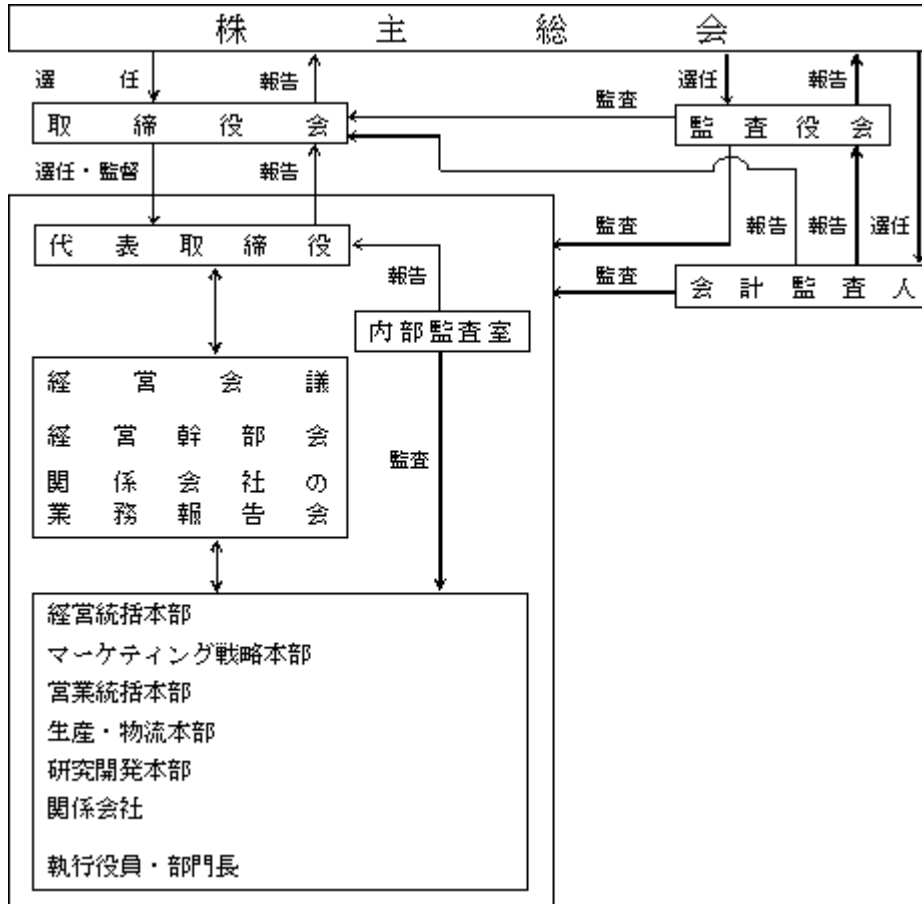 株主総会
選任
報告
選任
報告
監査
取締役会
監査役会
選任・監督
報告
監査
報告
報告
選任
代表取締役
報告
監査
会計監査人
内部監査室
経営会議
経営幹部会
関係会社の
業務報告会
監査
経営統括本部
マーケティング戦略本部
営業統括本部
生産・物流本部
研究開発本部
関係会社
執行役員・部門長